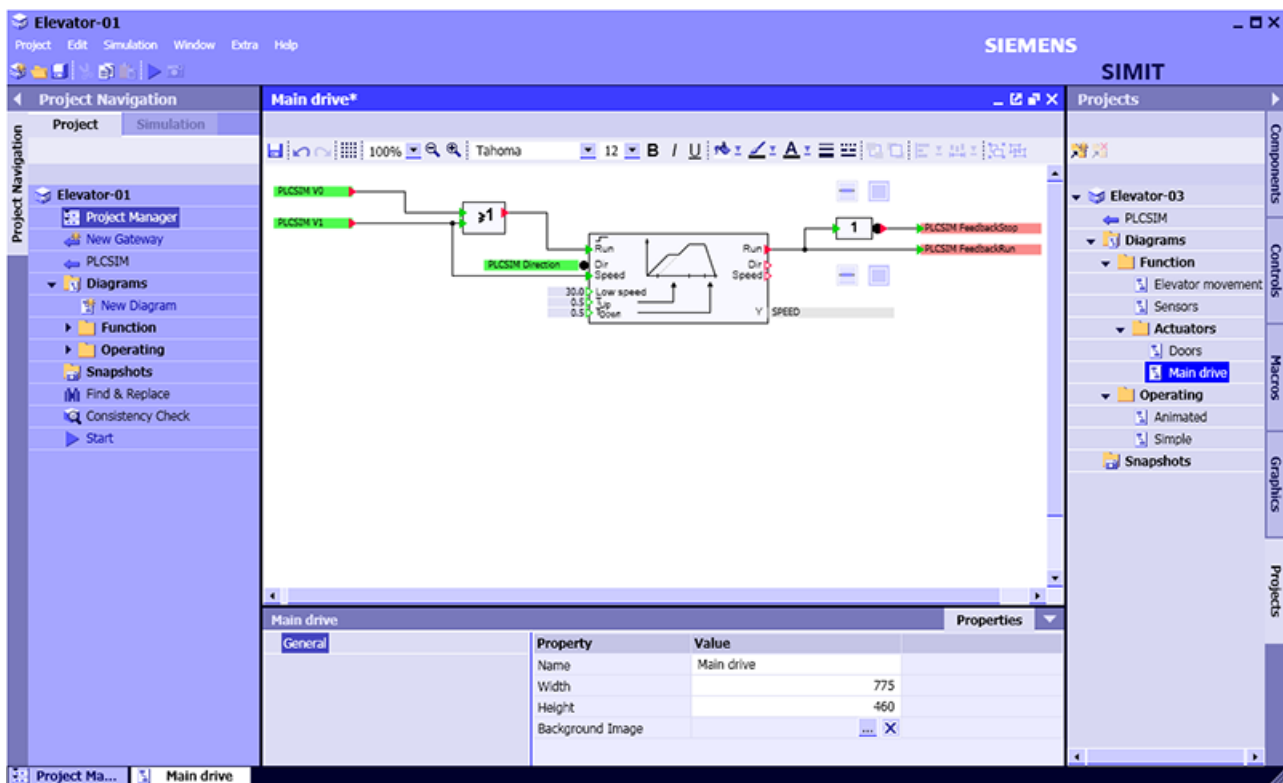 Elevator-01
Project Edit Simulation Window Extra Help
SIEMENS
SIMIT
Project Navigation
Project Simulation
Project Navigation
Elevator-01
Project Manager
New Gateway
PLCSIM
Diagrams
New Diagram
Function
Operating
Snapshots
Find & Replace
Consistency Check
Start
Main drive*
100% Tahoma 12 B I U A
PLCSIM V0
PLCSIM V1
≥1
PLCSIM Direction
Run Run
Dir Dir
Speed Speed
30.0 Low speed
0.5 TUp
0.5 TDown
Y SPEED
1
PLCSIM FeedbackStop
PLCSIM FeedbackRun
Main drive
Properties
General
Property Value
Name Main drive
Width 775
Height 460
Background Image ... X
Projects
Elevator-03
PLCSIM
Diagrams
Function
Elevator movement
Sensors
Actuators
Doors
Main drive
Operating
Animated
Simple
Snapshots
Components
Controls
Macros
Graphics
Projects
Project Ma... Main drive